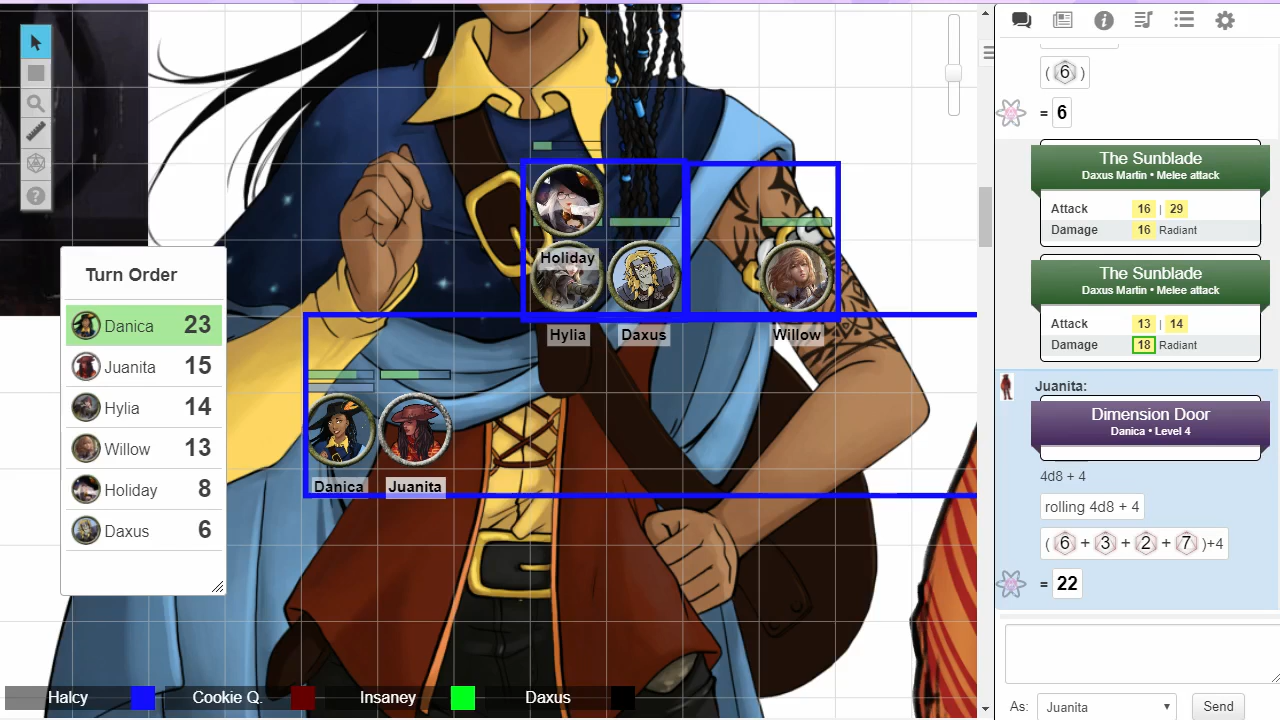 Turn Order
Danica 23
Juanita 15
Hylia 14
Willow 13
Holiday 8
Daxus 6
Holiday
Hylia
Daxus
Willow
Danica
Juanita
Halcy
Cookie Q.
Insaney
Daxus
( 6 )
= 6
The Sunblade
Daxus Martin • Melee attack
Attack 16 | 29
Damage 16 Radiant
The Sunblade
Daxus Martin • Melee attack
Attack 13 | 14
Damage 18 Radiant
Juanita:
Dimension Door
Danica • Level 4
4d8 + 4
rolling 4d8 + 4
( 6 + 3 + 2 + 7 )+4
= 22
As: Juanita Send